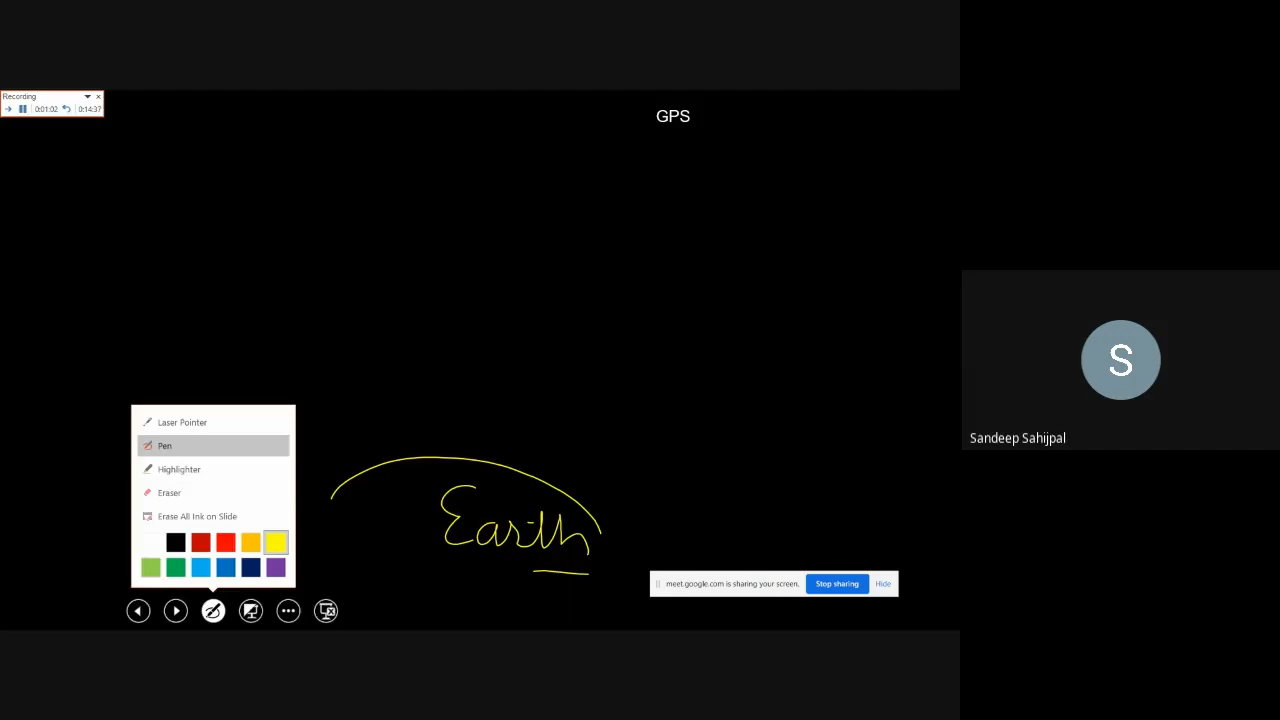 Recording
0:01:02 0:14:37
GPS
Laser Pointer
Pen
Highlighter
Eraser
Erase All Ink on Slide
Earth
meet.google.com is sharing your screen. Stop sharing Hide
S
Sandeep Sahijpal